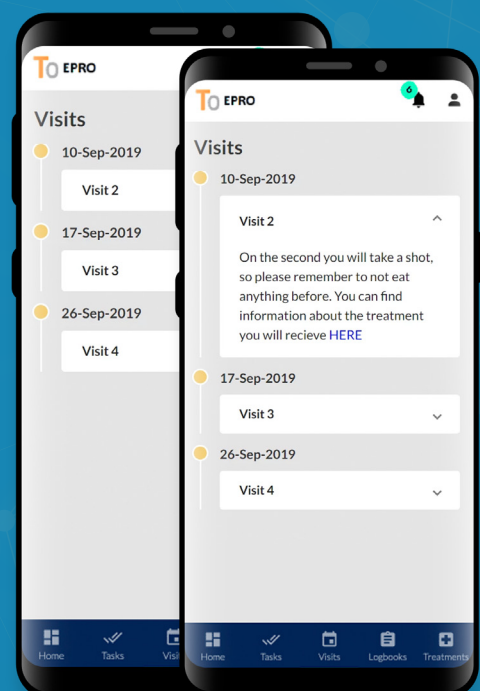 TO EPRO
Visits
10-Sep-2019
Visit 2
17-Sep-2019
Visit 3
26-Sep-2019
Visit 4
Home
Tasks
TO EPRO
6
Visits
10-Sep-2019
Visit 2
On the second you will take a shot,
so please remember to not eat
anything before. You can find
information about the treatment
you will recieve HERE
17-Sep-2019
Visit 3
26-Sep-2019
Visit 4
Home
Tasks
Visits
Logbooks
Treatments